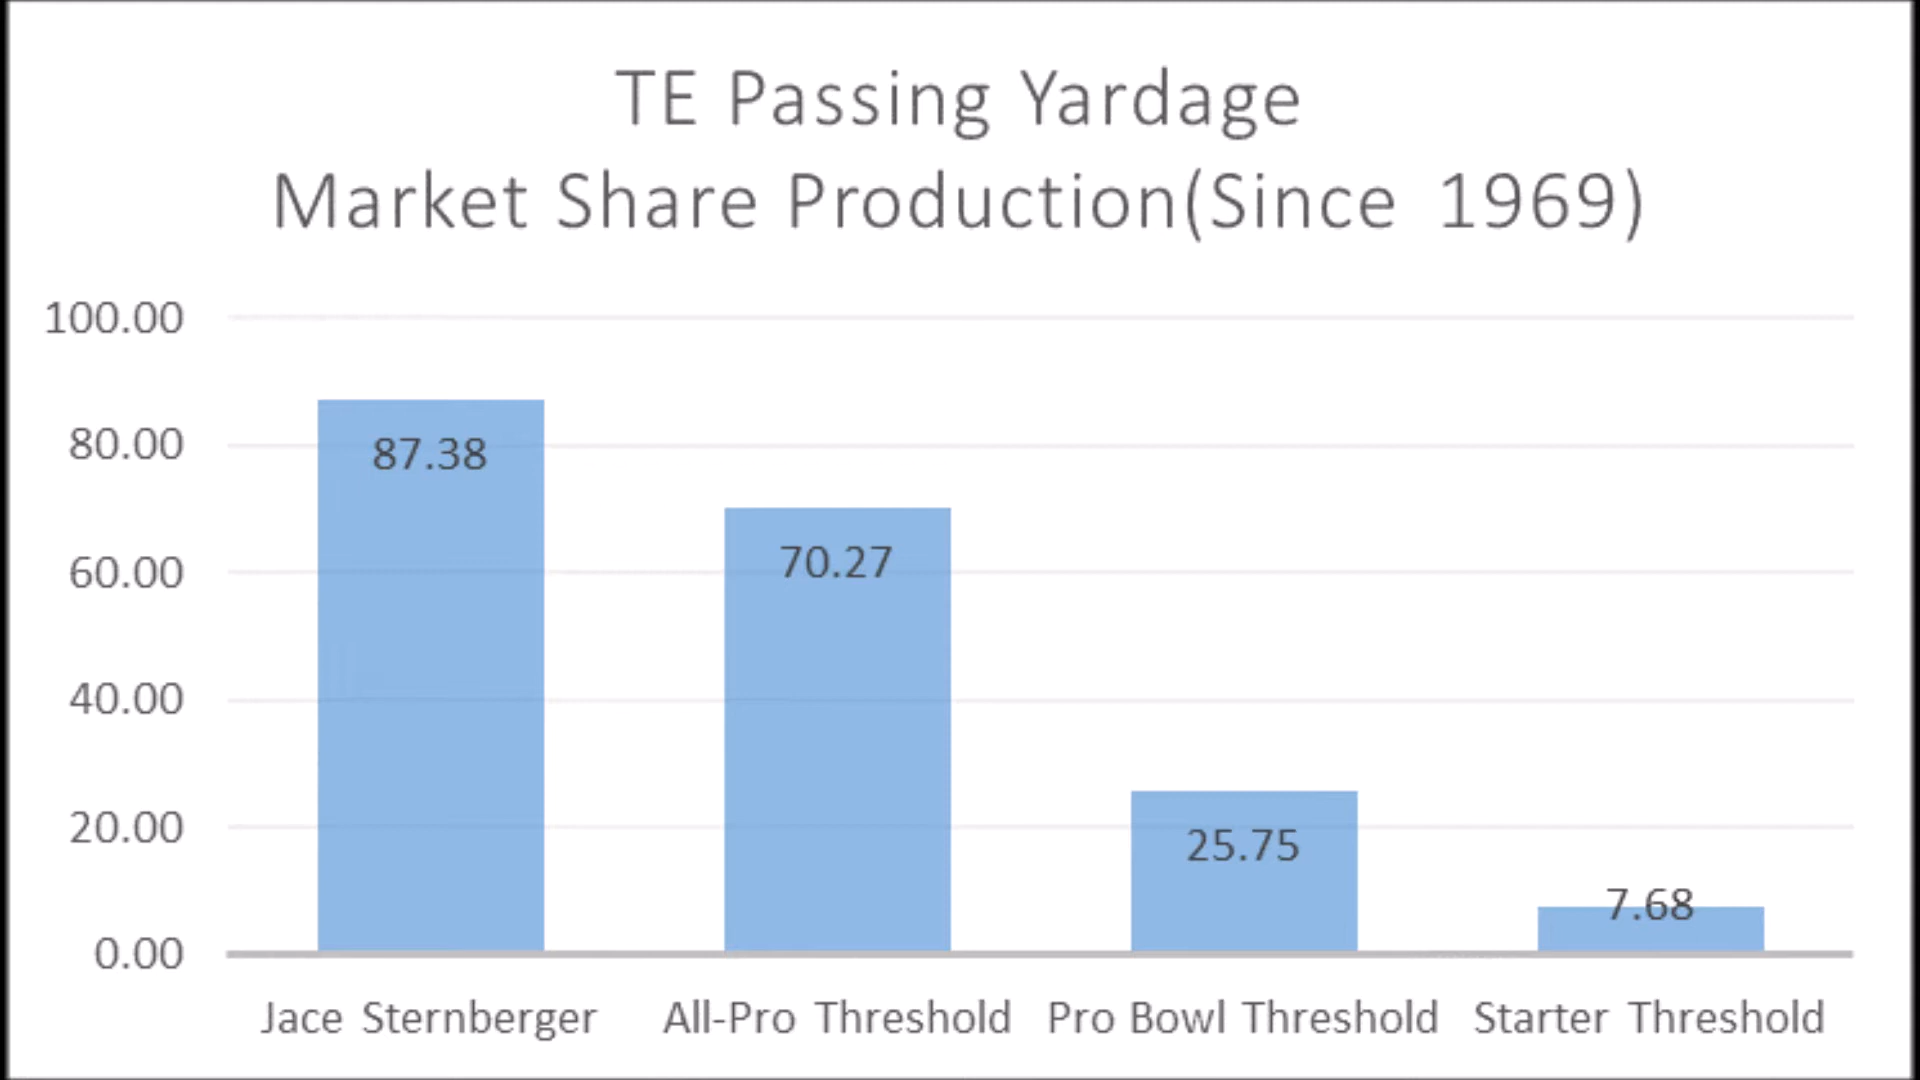 TE Passing Yardage
Market Share Production(Since 1969)
100.00
80.00
60.00
40.00
20.00
0.00
87.38
70.27
25.75
7.68
Jace Sternberger
All-Pro Threshold
Pro Bowl Threshold
Starter Threshold